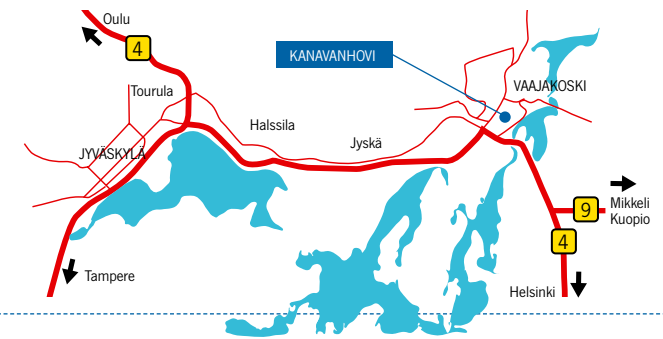 Oulu
4
KANAVANHOVI
Tourula
VAAJAKOSKI
Halssila
Jyskä
JYVÄSKYLÄ
9
Mikkeli
Kuopio
4
Tampere
Helsinki